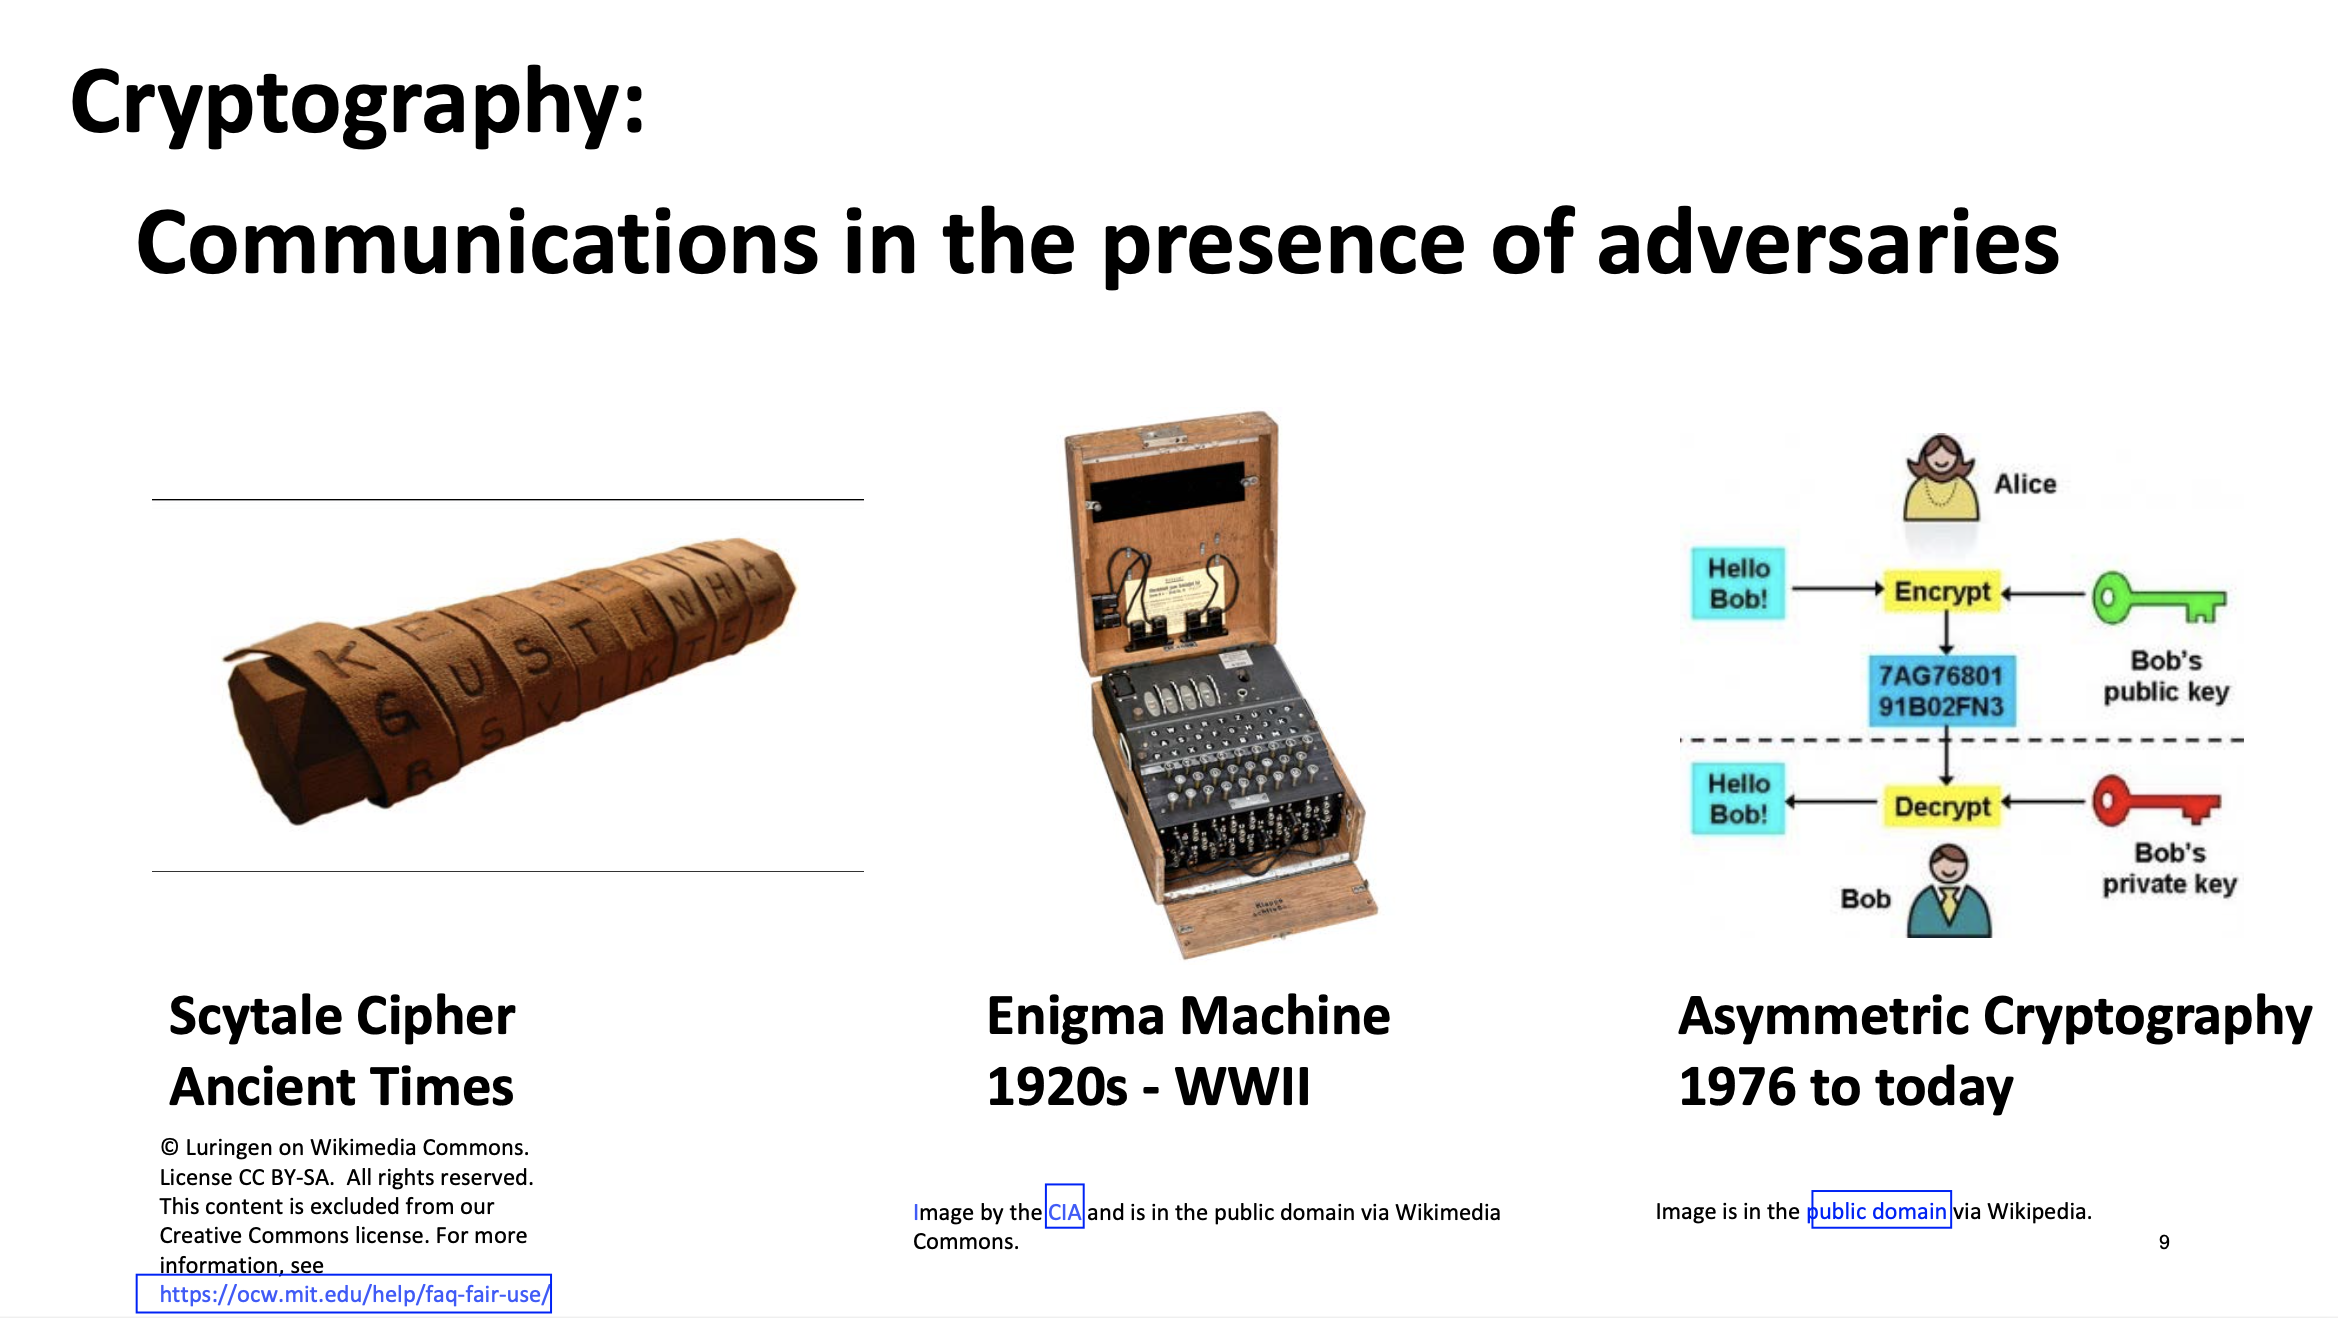 Cryptography:
Communications in the presence of adversaries
K E I S E R
G U S T I N H A
R S V I K T E T
Alice
Hello
Bob!
Encrypt
Bob's
public key
7AG76801
91B02FN3
Hello
Bob!
Decrypt
Bob's
private key
Bob
Klappe
Scytale Cipher
Ancient Times
Enigma Machine
1920s - WWII
Asymmetric Cryptography
1976 to today
© Luringen on Wikimedia Commons.
License CC BY-SA.  All rights reserved.
This content is excluded from our
Creative Commons license. For more
information, see
https://ocw.mit.edu/help/faq-fair-use/
Image by the CIA and is in the public domain via Wikimedia
Commons.
Image is in the public domain via Wikipedia.
9